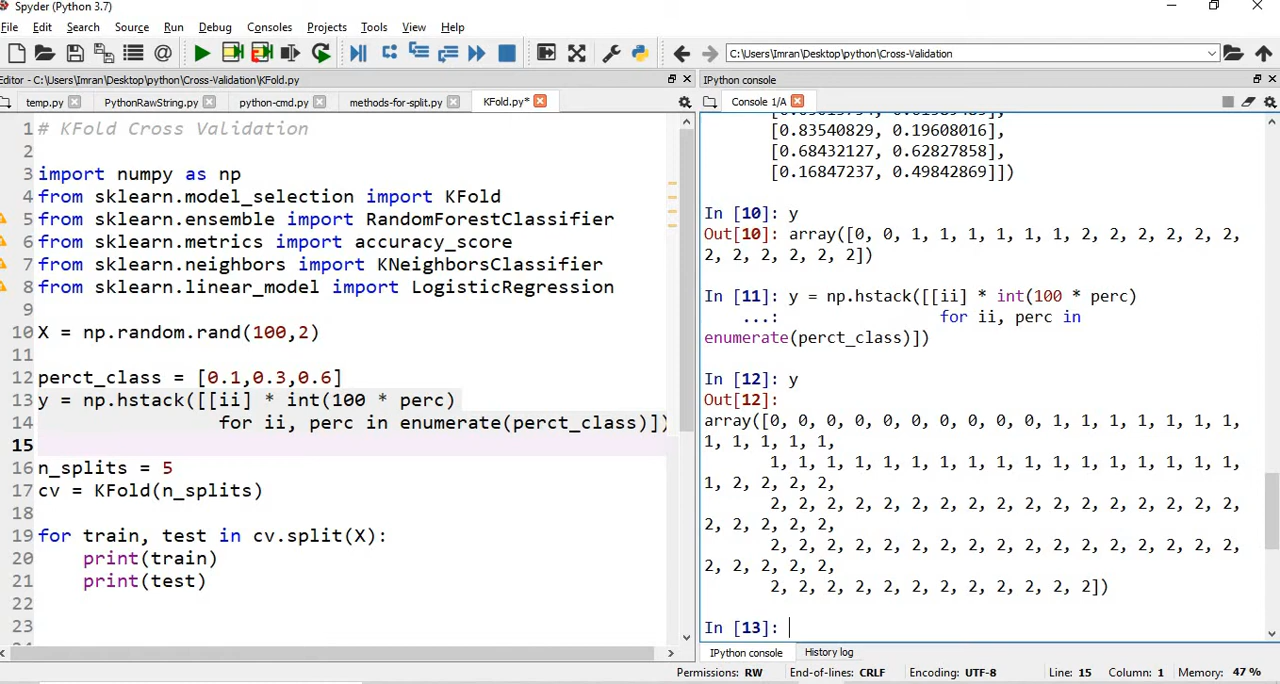 Spyder (Python 3.7)
File Edit Search Source Run Debug Consoles Projects Tools View Help
C:\Users\Imran\Desktop\python\Cross-Validation
Editor - C:\Users\Imran\Desktop\python\Cross-Validation\KFold.py
temp.py PythonRawString.py python-cmd.py methods-for-split.py KFold.py*
1 # KFold Cross Validation
2
3 import numpy as np
4 from sklearn.model_selection import KFold
5 from sklearn.ensemble import RandomForestClassifier
6 from sklearn.metrics import accuracy_score
7 from sklearn.neighbors import KNeighborsClassifier
8 from sklearn.linear_model import LogisticRegression
9
10 X = np.random.rand(100,2)
11
12 perct_class = [0.1,0.3,0.6]
13 y = np.hstack([[ii] * int(100 * perc)
14 for ii, perc in enumerate(perct_class)])
15
16 n_splits = 5
17 cv = KFold(n_splits)
18
19 for train, test in cv.split(X):
20 print(train)
21 print(test)
22
23
IPython console
Console 1/A
[0.83540829, 0.19608016],
[0.68432127, 0.62827858],
[0.16847237, 0.49842869]])
In [10]: y
Out[10]: array([0, 0, 1, 1, 1, 1, 1, 1, 2, 2, 2, 2, 2, 2,
2, 2, 2, 2, 2, 2])
In [11]: y = np.hstack([[ii] * int(100 * perc)
...: for ii, perc in
enumerate(perct_class)])
In [12]: y
Out[12]:
array([0, 0, 0, 0, 0, 0, 0, 0, 0, 0, 1, 1, 1, 1, 1, 1, 1,
1, 1, 1, 1, 1,
1, 1, 1, 1, 1, 1, 1, 1, 1, 1, 1, 1, 1, 1, 1, 1, 1,
1, 2, 2, 2, 2,
2, 2, 2, 2, 2, 2, 2, 2, 2, 2, 2, 2, 2, 2, 2, 2, 2,
2, 2, 2, 2, 2,
2, 2, 2, 2, 2, 2, 2, 2, 2, 2, 2, 2, 2, 2, 2, 2, 2,
2, 2, 2, 2, 2,
2, 2, 2, 2, 2, 2, 2, 2, 2, 2, 2, 2])
In [13]:
IPython console History log
Permissions: RW End-of-lines: CRLF Encoding: UTF-8 Line: 15 Column: 1 Memory: 47 %